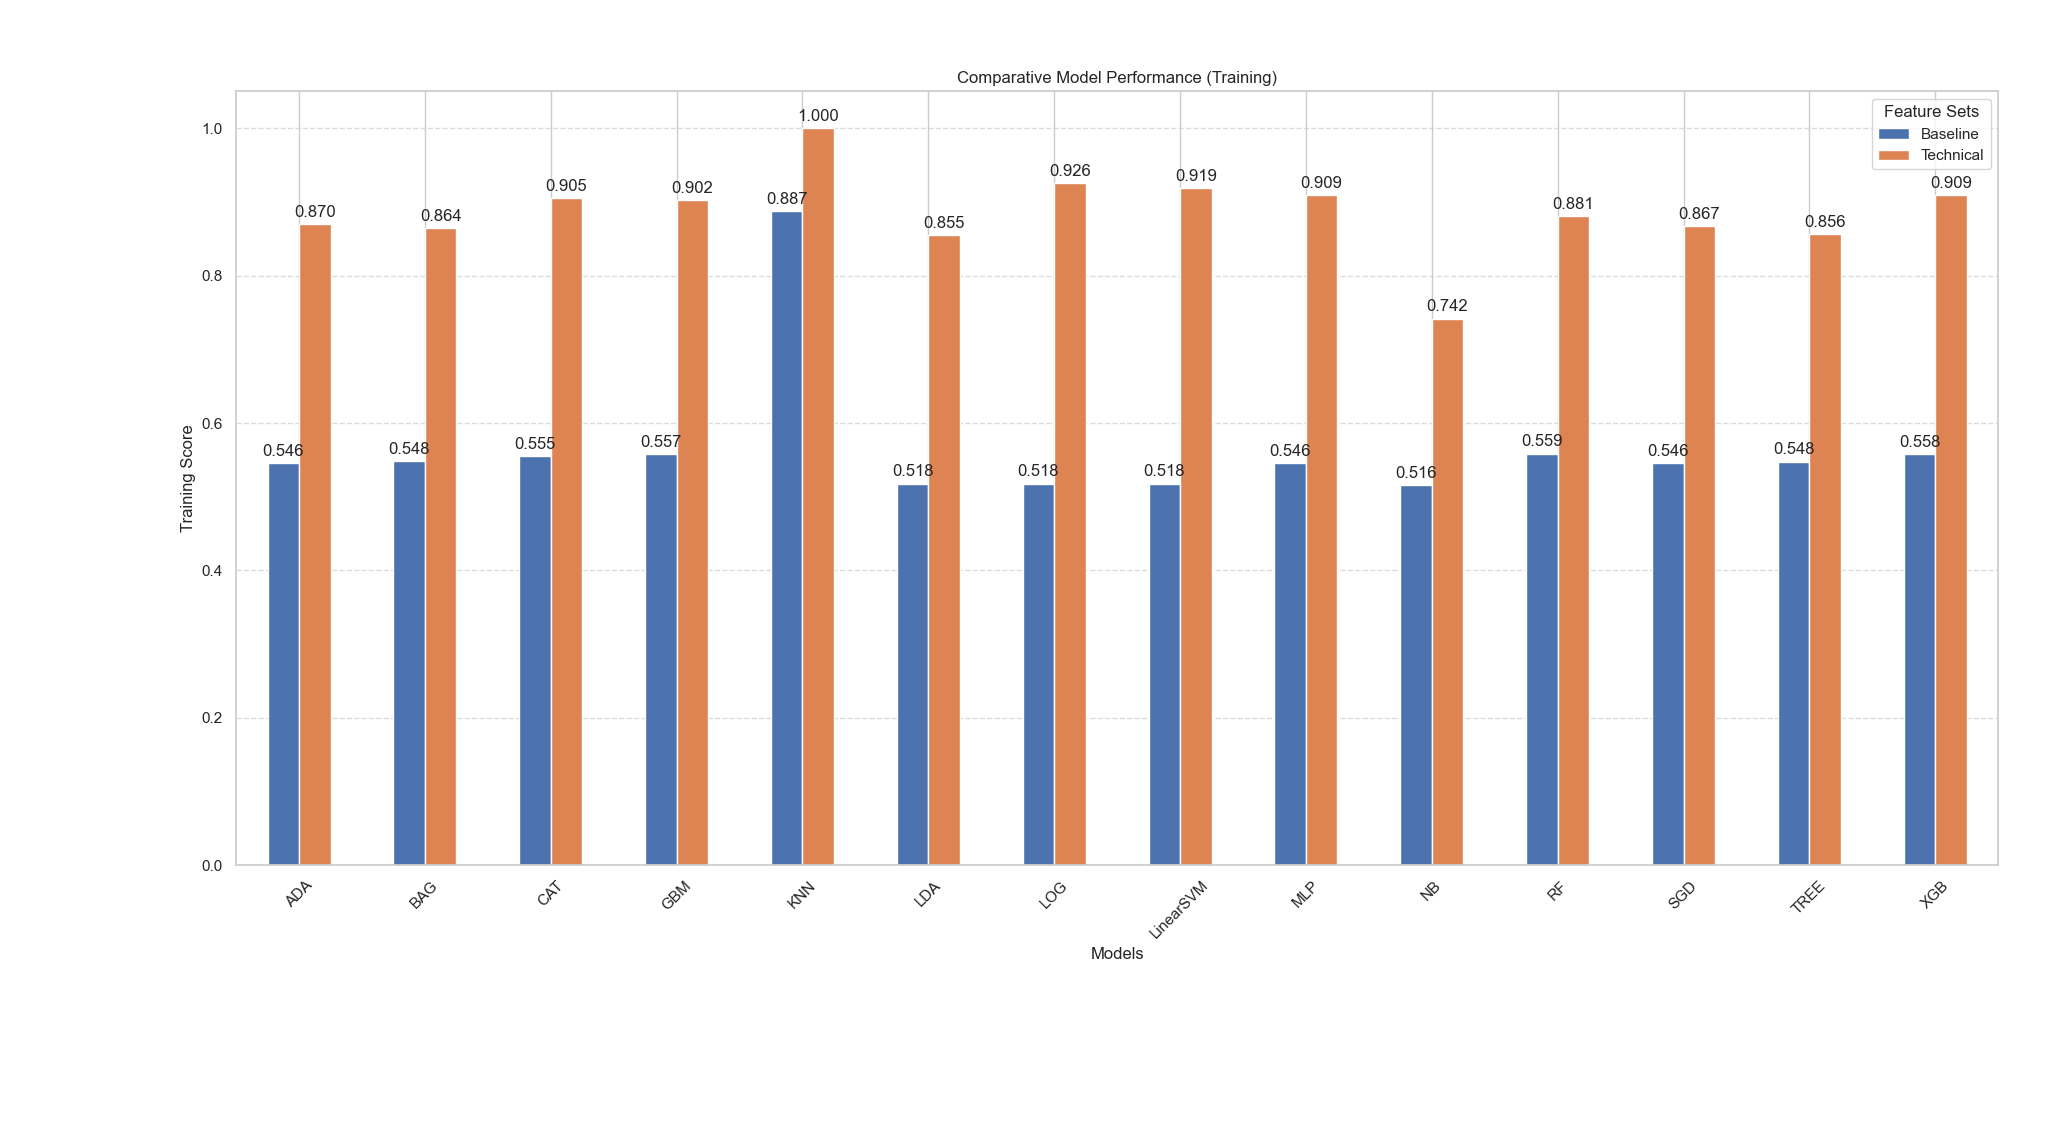 Comparative Model Performance (Training)
Feature Sets
Baseline
Technical
Training Score
1.0
0.8
0.6
0.4
0.2
0.0
0.546
0.870
0.548
0.864
0.555
0.905
0.557
0.902
0.887
1.000
0.518
0.855
0.518
0.926
0.518
0.919
0.546
0.909
0.516
0.742
0.559
0.881
0.546
0.867
0.548
0.856
0.558
0.909
ADA
BAG
CAT
GBM
KNN
LDA
LOG
LinearSVM
MLP
NB
RF
SGD
TREE
XGB
Models